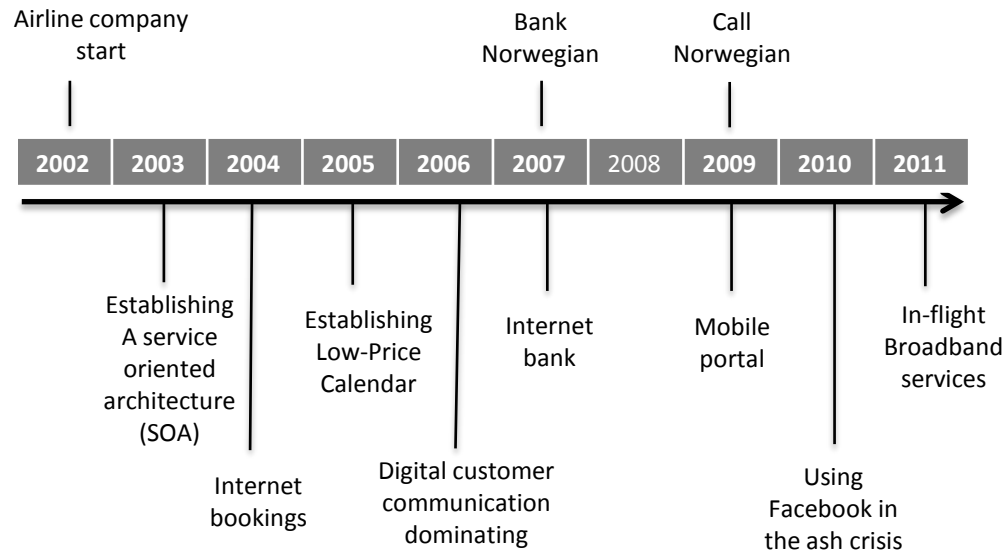 Airline company
start
Bank
Norwegian
Call
Norwegian
2002 2003 2004 2005 2006 2007 2008 2009 2010 2011
Establishing
A service
oriented
architecture
(SOA)
Internet
bookings
Establishing
Low-Price
Calendar
Digital customer
communication
dominating
Internet
bank
Mobile
portal
Using
Facebook in
the ash crisis
In-flight
Broadband
services